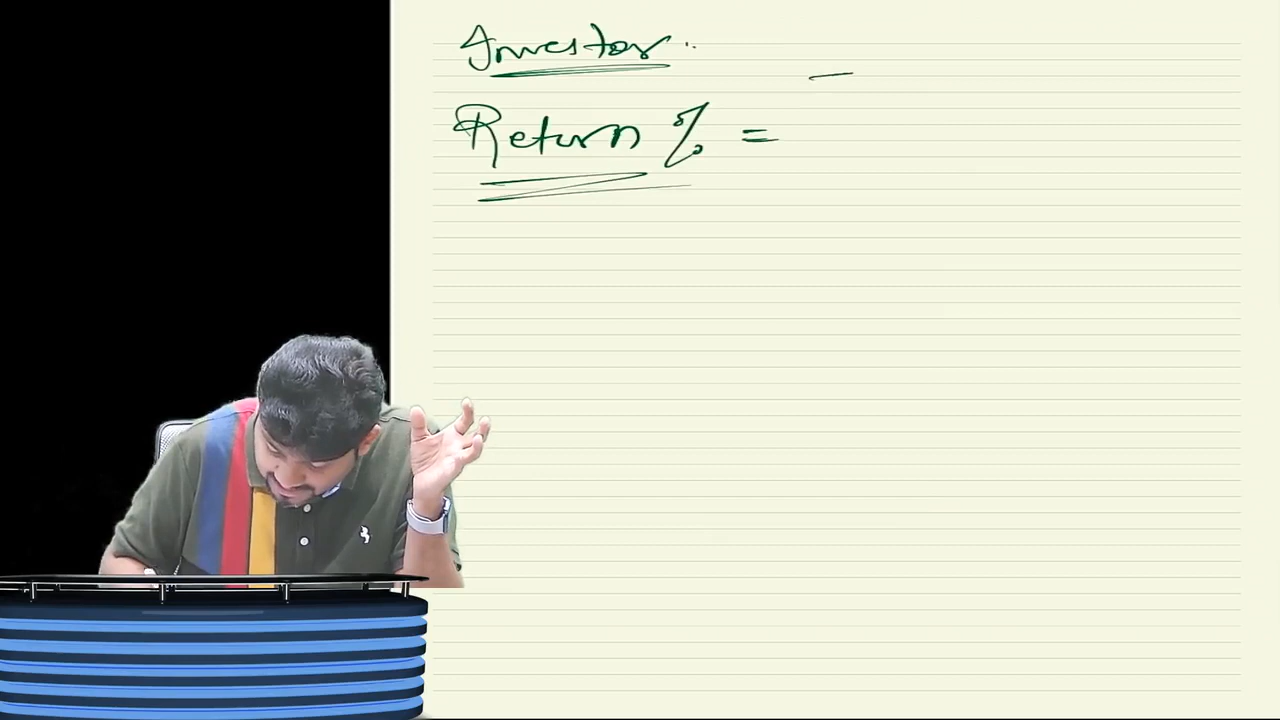 Investor
Return % =